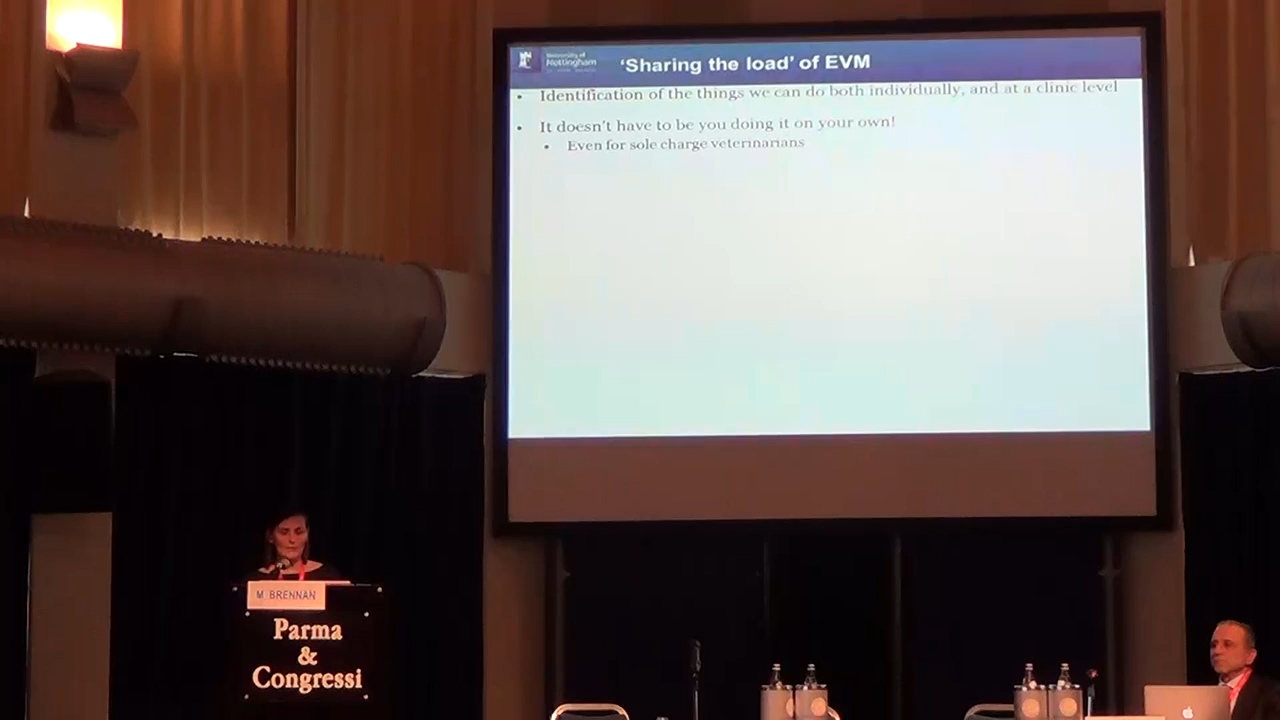 University of
Nottingham
'Sharing the load' of EVM
• Identification of the things we can do both individually, and at a clinic level
• It doesn't have to be you doing it on your own!
• Even for sole charge veterinarians
M. BRENNAN
Parma
&
Congressi